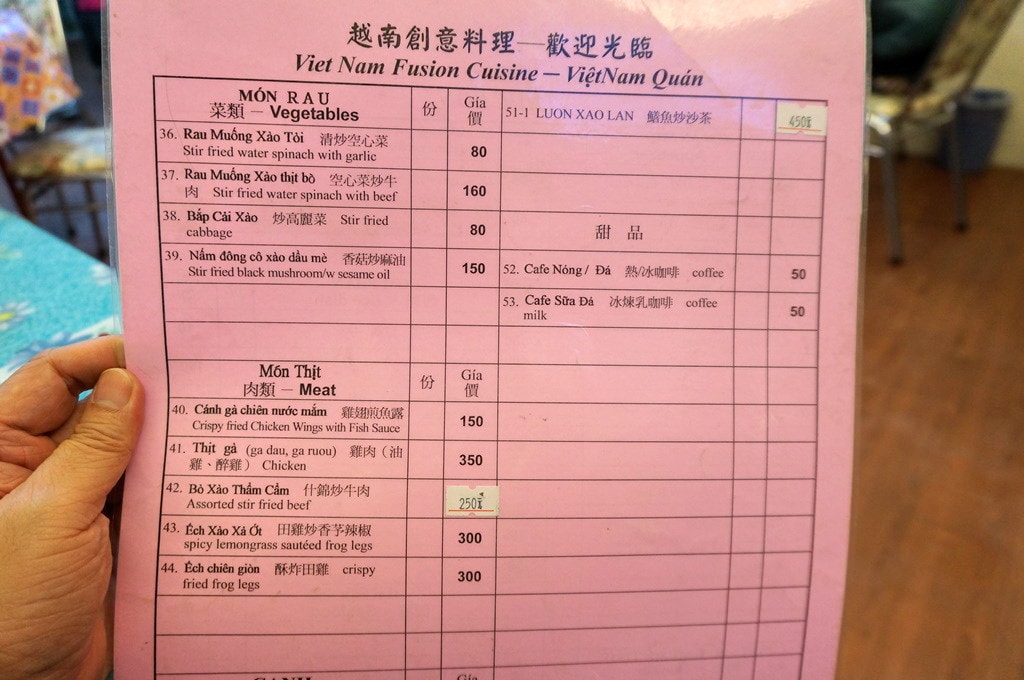 越南創意料理—歡迎光臨
Viet Nam Fusion Cuisine — ViệtNam Quán
MÓN RAU
菜類 — Vegetables
份
Gía
價
36. Rau Muống Xào Tỏi 清炒空心菜
Stir fried water spinach with garlic
80
37. Rau Muống Xào thịt bò 空心菜炒牛
肉 Stir fried water spinach with beef
160
38. Bắp Cải Xào 炒高麗菜 Stir fried
cabbage
80
39. Nấm đông cô xào dầu mè 香菇炒麻油
Stir fried black mushroom/w sesame oil
150
Món Thịt
肉類 — Meat
份
Gía
價
40. Cánh gà chiên nước mắm 雞翅煎魚露
Crispy fried Chicken Wings with Fish Sauce
150
41. Thịt gà (ga dau, ga ruou) 雞肉（油
雞、醉雞） Chicken
350
42. Bò Xào Thẩm Cẩm 什錦炒牛肉
Assorted stir fried beef
250元
43. Ếch Xào Xả Ớt 田雞炒香芧辣椒
spicy lemongrass sautéed frog legs
300
44. Ếch chiên giòn 酥炸田雞 crispy
fried frog legs
300
CANH
Gía
51-1 LUON XAO LAN 鱔魚炒沙茶
450元
甜 品
52. Cafe Nóng / Đá 熱/冰咖啡 coffee
50
53. Cafe Sữa Đá 冰煉乳咖啡 coffee
milk
50